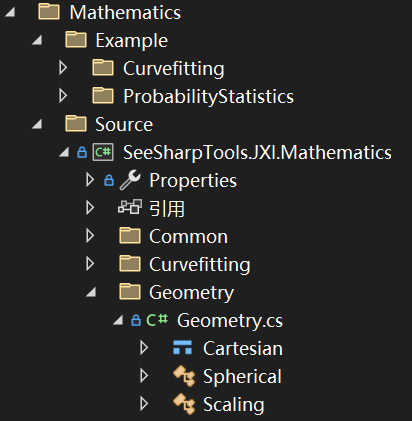 Mathematics
Example
Curvefitting
ProbabilityStatistics
Source
C# SeeSharpTools.JXI.Mathematics
Properties
引用
Common
Curvefitting
Geometry
C# Geometry.cs
Cartesian
Spherical
Scaling